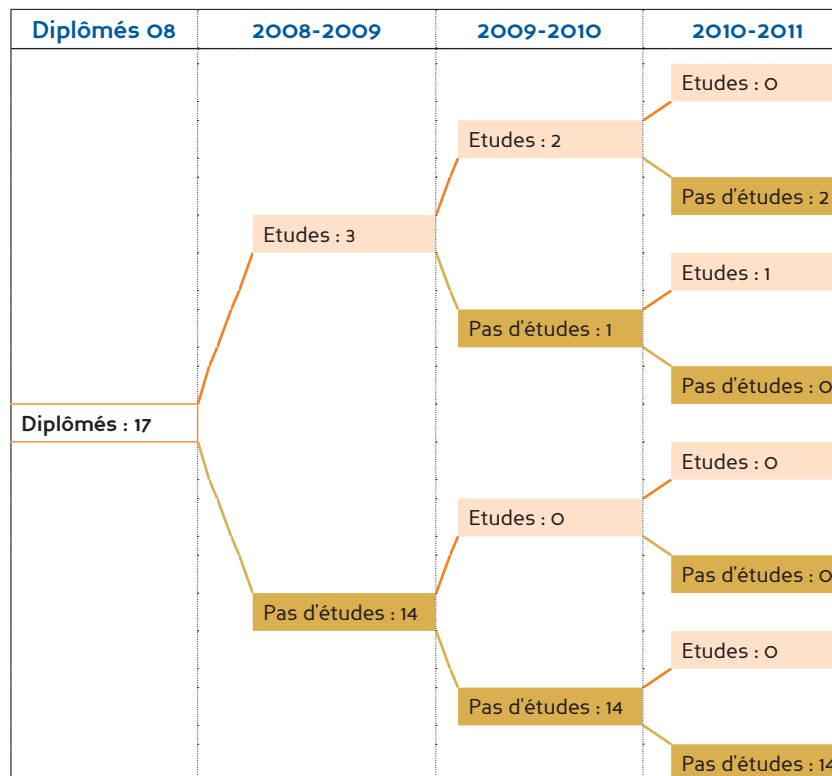 Diplômés 08 2008-2009 2009-2010 2010-2011
Etudes : 0
Etudes : 2
Pas d'études : 2
Etudes : 3
Etudes : 1
Pas d'études : 1
Pas d'études : 0
Diplômés : 17
Etudes : 0
Etudes : 0
Pas d'études : 0
Pas d'études : 14
Etudes : 0
Pas d'études : 14
Pas d'études : 14